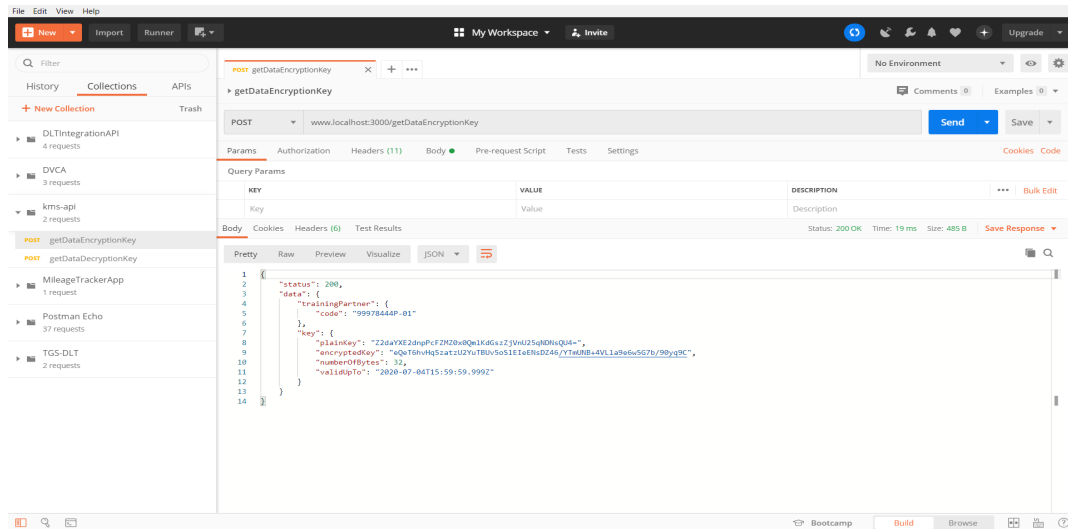 File Edit View Help
New Import Runner My Workspace Invite Upgrade
Filter
History Collections APIs
+ New Collection Trash
DLTIntegrationAPI
4 requests
DVCA
3 requests
kms-api
2 requests
POST getDataEncryptionKey
POST getDataDecryptionKey
MileageTrackerApp
1 request
Postman Echo
37 requests
TGS-DLT
2 requests
POST getDataEncryptionKey × + •••
No Environment
getDataEncryptionKey
Comments 0 Examples 0
POST www.localhost:3000/getDataEncryptionKey Send Save
Params Authorization Headers (11) Body Pre-request Script Tests Settings Cookies Code
Query Params
KEY VALUE DESCRIPTION ••• Bulk Edit
Key Value Description
Body Cookies Headers (6) Test Results Status: 200 OK Time: 19 ms Size: 485 B Save Response
Pretty Raw Preview Visualize JSON
1 {
2 "status": 200,
3 "data": {
4 "trainingPartner": {
5 "code": "99978444P-01"
6 },
7 "key": {
8 "plainKey":
9 "encryptedKey":
10 "numberOfBytes": 32,
11 "validUpTo": "2020-07-04T15:59:59.999Z"
12 }
13 }
14 }
Bootcamp Build Browse